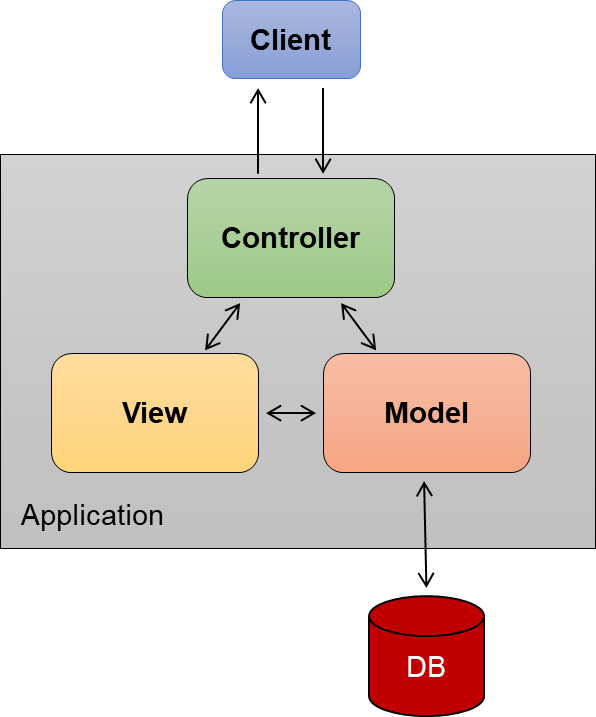 Client
Controller
View
Model
Application
DB